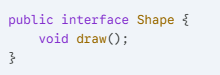 public interface Shape {
    void draw();
}